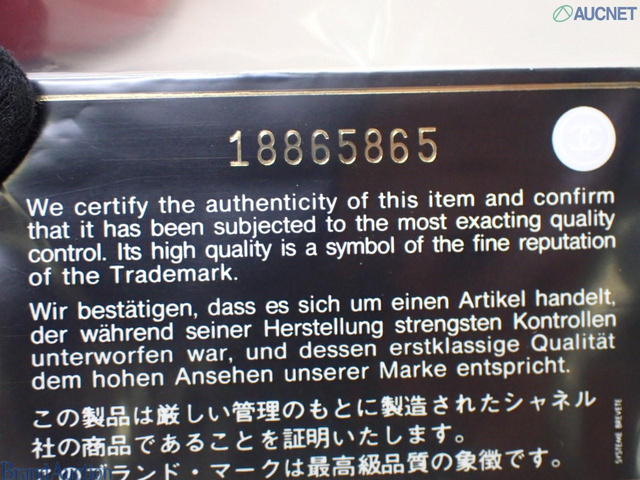 AUCNET
18865865
We certify the authenticity of this item and confirm
that it has been subjected to the most exacting quality
control. Its high quality is a symbol of the fine reputation
of the Trademark.
Wir bestätigen, dass es sich um einen Artikel handelt,
der während seiner Herstellung strengsten Kontrollen
unterworfen war, und dessen erstklassige Qualität
dem hohen Ansehen unserer Marke entspricht.
この製品は厳しい管理のもとに製造されたシャネル
社の商品であることを証明いたします。
ブランド・マークは最高級品質の象徴です。
SYSTEME BREVETE